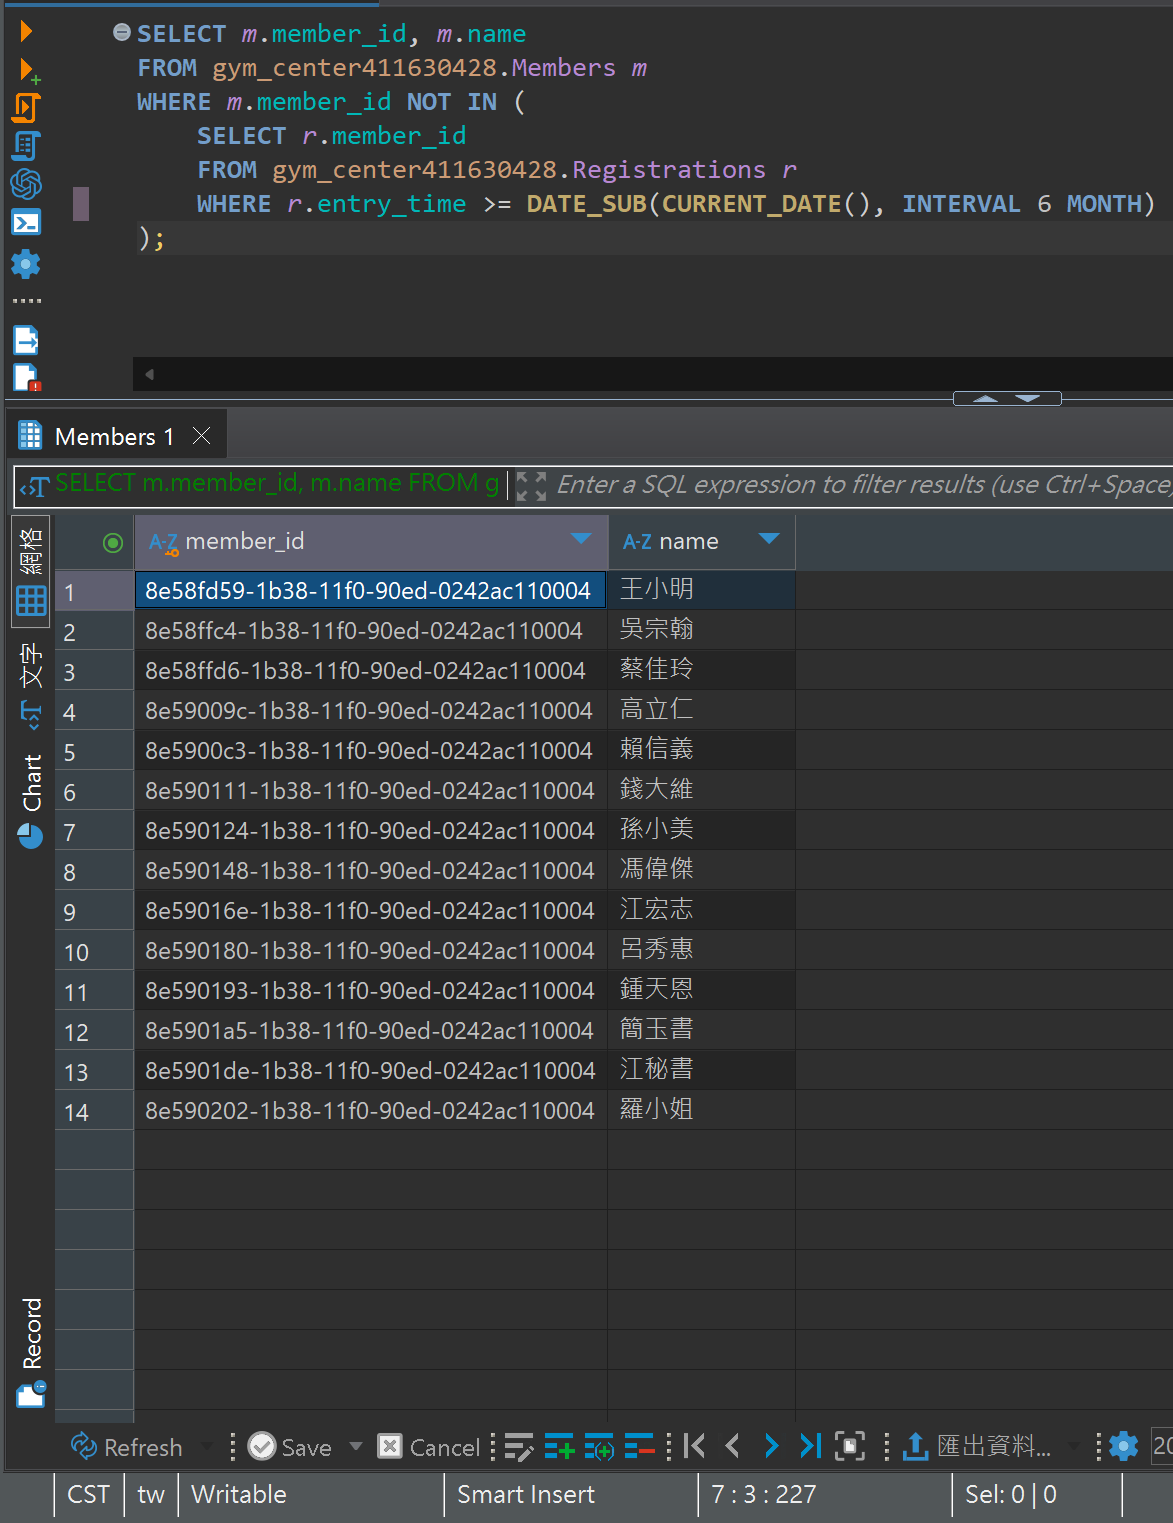 SELECT m.member_id, m.name
FROM gym_center411630428.Members m
WHERE m.member_id NOT IN (
SELECT r.member_id
FROM gym_center411630428.Registrations r
WHERE r.entry_time >= DATE_SUB(CURRENT_DATE(), INTERVAL 6 MONTH)
);
Members 1
SELECT m.member_id, m.name FROM g
Enter a SQL expression to filter results (use Ctrl+Space)
網格
文字
Chart
Record
member_id name
1 8e58fd59-1b38-11f0-90ed-0242ac110004 王小明
2 8e58ffc4-1b38-11f0-90ed-0242ac110004 吳宗翰
3 8e58ffd6-1b38-11f0-90ed-0242ac110004 蔡佳玲
4 8e59009c-1b38-11f0-90ed-0242ac110004 高立仁
5 8e5900c3-1b38-11f0-90ed-0242ac110004 賴信義
6 8e590111-1b38-11f0-90ed-0242ac110004 錢大維
7 8e590124-1b38-11f0-90ed-0242ac110004 孫小美
8 8e590148-1b38-11f0-90ed-0242ac110004 馮偉傑
9 8e59016e-1b38-11f0-90ed-0242ac110004 江宏志
10 8e590180-1b38-11f0-90ed-0242ac110004 呂秀惠
11 8e590193-1b38-11f0-90ed-0242ac110004 鍾天恩
12 8e5901a5-1b38-11f0-90ed-0242ac110004 簡玉書
13 8e5901de-1b38-11f0-90ed-0242ac110004 江秘書
14 8e590202-1b38-11f0-90ed-0242ac110004 羅小姐
Refresh Save Cancel 匯出資料... 20
CST tw Writable Smart Insert 7 : 3 : 227 Sel: 0 | 0